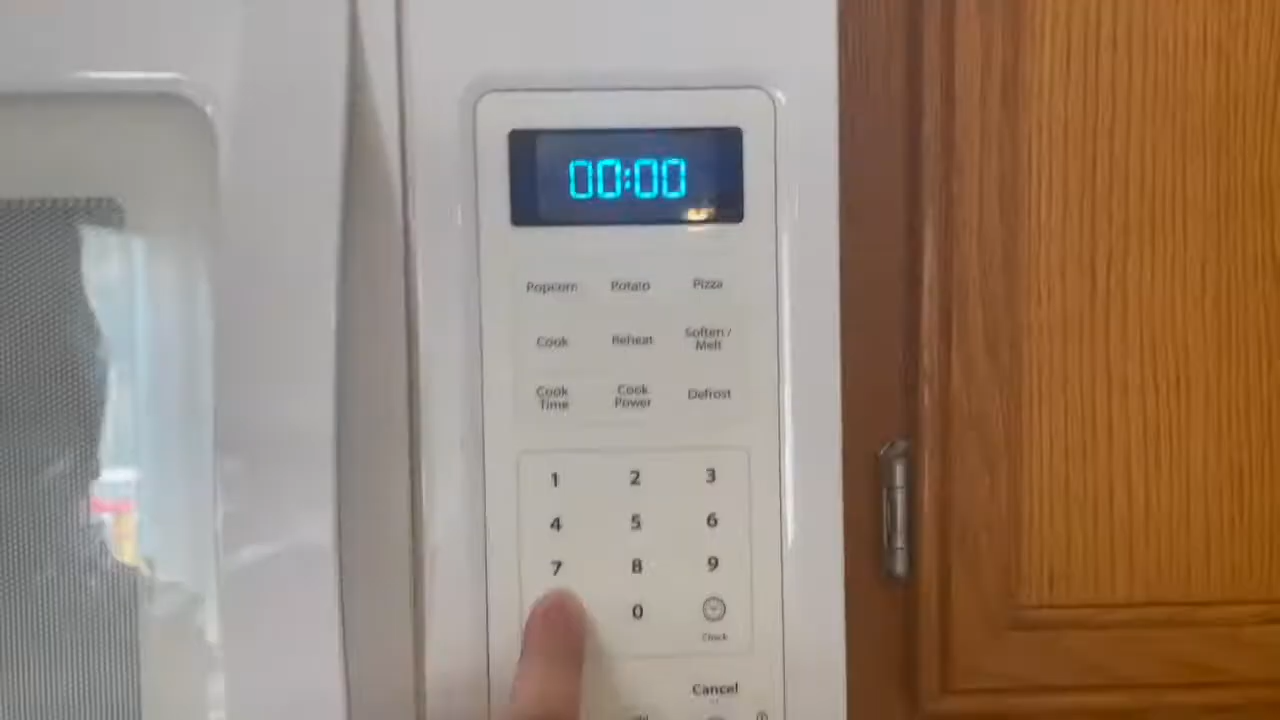 00:00
Popcorn Potato Pizza
Cook Reheat Soften / Melt
Cook Time Cook Power Defrost
1 2 3
4 5 6
7 8 9
0
Clock
Cancel